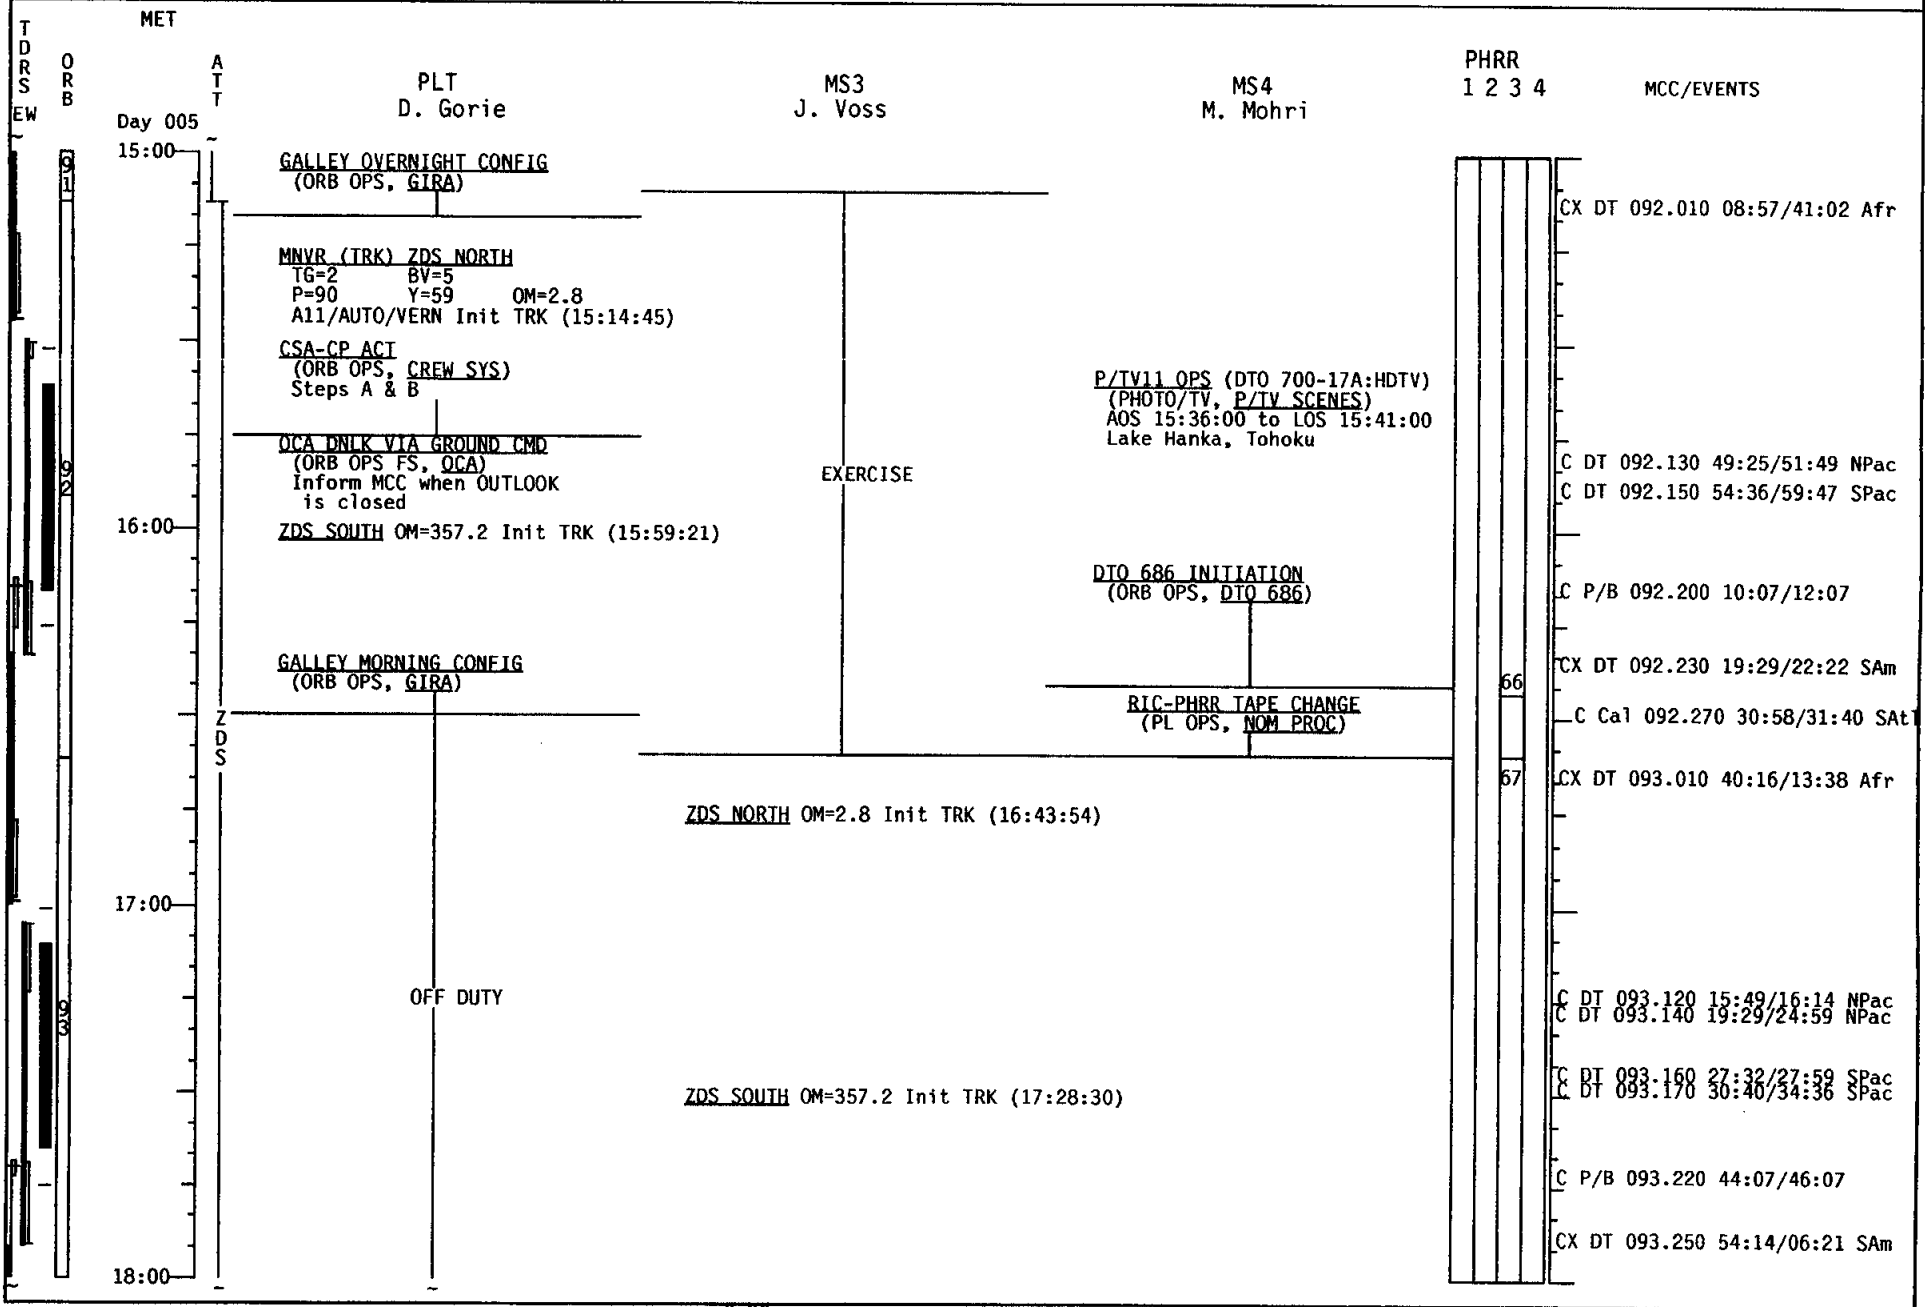 MET
TDRS
ORB
ATT
EW
PLT
D. Gorie
MS3
J. Voss
MS4
M. Mohri
PHRR
1 2 3 4
MCC/EVENTS
Day 005
15:00
91
GALLEY OVERNIGHT CONFIG
(ORB OPS, GIRA)
CX DT 092.010 08:57/41:02 Afr
MNVR (TRK) ZDS NORTH
TG=2 BV=5
P=90 Y=59 OM=2.8
A11/AUTO/VERN Init TRK (15:14:45)
CSA-CP ACT
(ORB OPS, CREW SYS)
Steps A & B
P/TV11 OPS (DTO 700-17A:HDTV)
(PHOTO/TV, P/TV SCENES)
AOS 15:36:00 to LOS 15:41:00
Lake Hanka, Tohoku
OCA DNLK VIA GROUND CMD
(ORB OPS FS, OCA)
Inform MCC when OUTLOOK
is closed
92
EXERCISE
C DT 092.130 49:25/51:49 NPac
C DT 092.150 54:36/59:47 SPac
16:00
ZDS SOUTH OM=357.2 Init TRK (15:59:21)
DTO 686 INITIATION
(ORB OPS, DTO 686)
C P/B 092.200 10:07/12:07
GALLEY MORNING CONFIG
(ORB OPS, GIRA)
CX DT 092.230 19:29/22:22 SAm
66
RIC-PHRR TAPE CHANGE
(PL OPS, NOM PROC)
C Cal 092.270 30:58/31:40 SAtl
ZDS
67
CX DT 093.010 40:16/13:38 Afr
ZDS NORTH OM=2.8 Init TRK (16:43:54)
17:00
OFF DUTY
93
C DT 093.120 15:49/16:14 NPac
C DT 093.140 19:29/24:59 NPac
C DT 093.160 27:32/27:59 SPac
C DT 093.170 30:40/34:36 SPac
ZDS SOUTH OM=357.2 Init TRK (17:28:30)
C P/B 093.220 44:07/46:07
CX DT 093.250 54:14/06:21 SAm
18:00